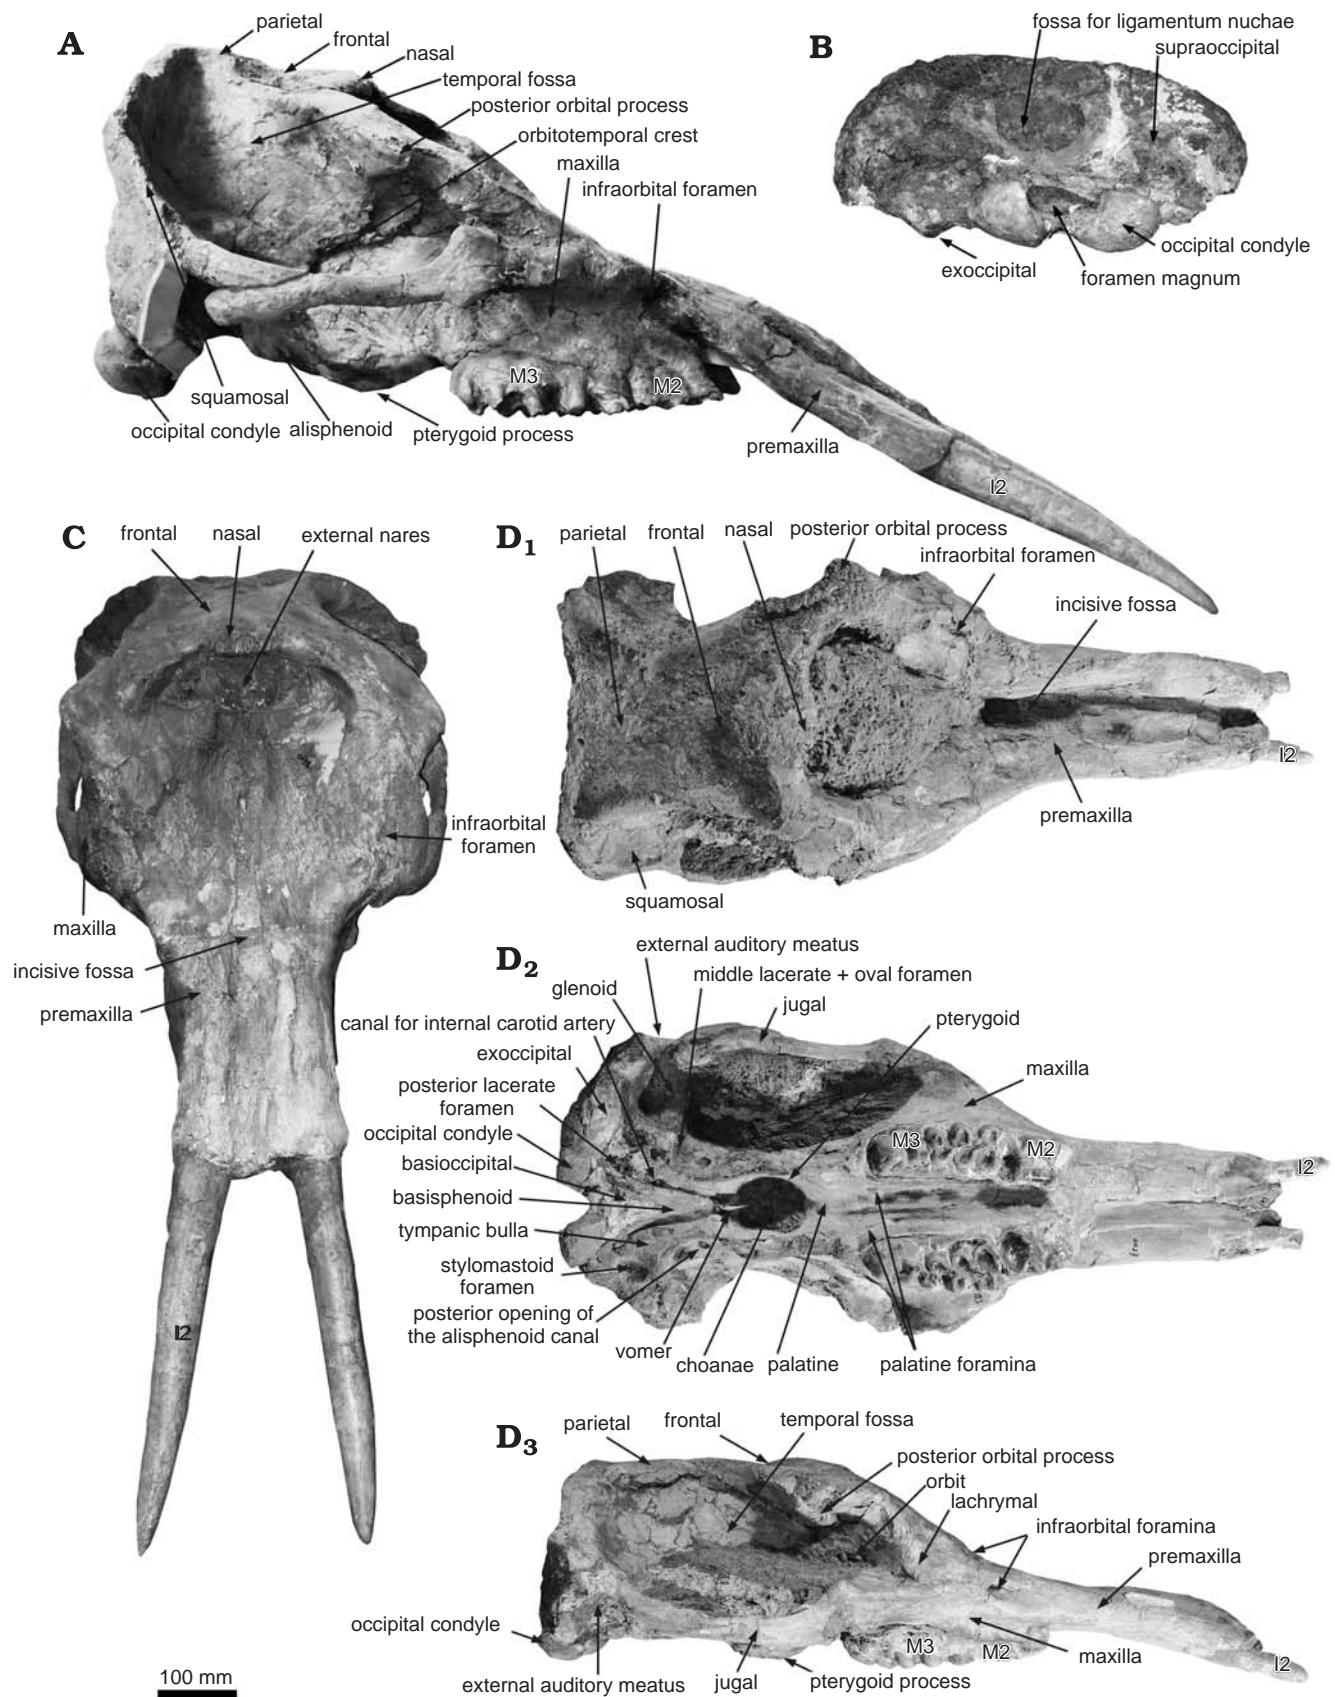 A
parietal
frontal
nasal
temporal fossa
posterior orbital process
orbitotemporal crest
maxilla
infraorbital foramen
M3
M2
squamosal
occipital condyle
alisphenoid
pterygoid process
premaxilla
I2
B
fossa for ligamentum nuchae
supraoccipital
occipital condyle
exoccipital
foramen magnum
C
frontal
nasal
external nares
infraorbital
foramen
maxilla
incisive fossa
premaxilla
I2
D1
parietal
frontal
nasal
posterior orbital process
infraorbital foramen
incisive fossa
I2
premaxilla
squamosal
D2
external auditory meatus
middle lacerate + oval foramen
glenoid
jugal
canal for internal carotid artery
pterygoid
exoccipital
maxilla
posterior lacerate
foramen
occipital condyle
M3
M2
basioccipital
I2
basisphenoid
tympanic bulla
stylomastoid
foramen
posterior opening of
the alisphenoid canal
vomer
choanae
palatine
palatine foramina
D3
parietal
frontal
temporal fossa
posterior orbital process
orbit
lachrymal
infraorbital foramina
premaxilla
occipital condyle
M3
M2
maxilla
I2
external auditory meatus
jugal
pterygoid process
100 mm